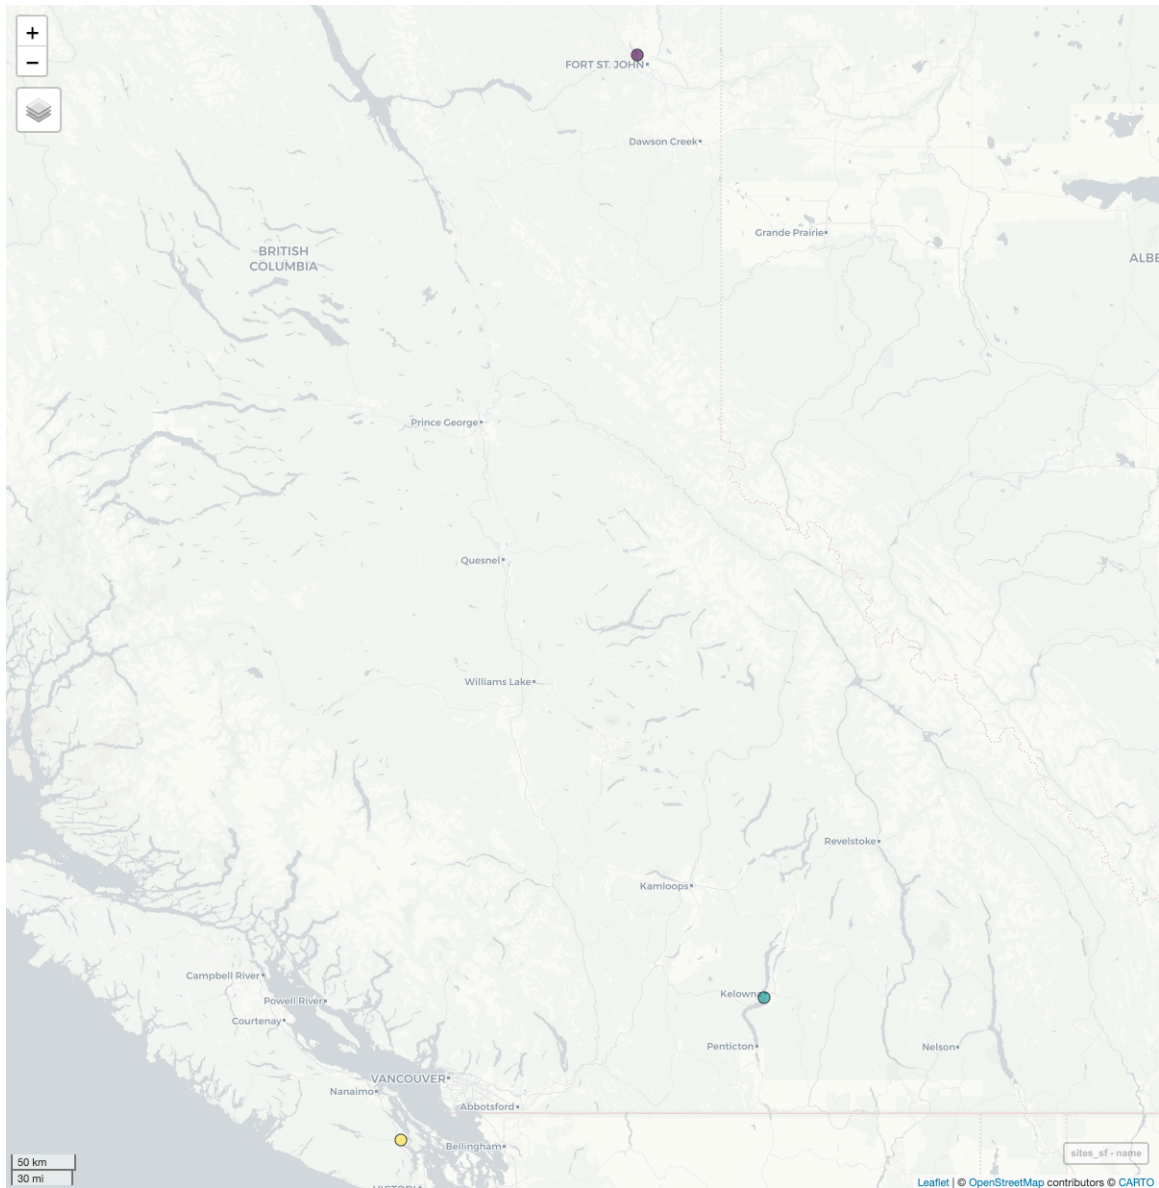 +
FORT ST. JOHN
−
Dawson Creek
Grande Prairie
BRITISH
COLUMBIA
ALBE
Prince George
Quesnel
Williams Lake
Revelstoke
Kamloops
Campbell River
Kelowna
Powell River
Courtenay
Penticton
Nelson
VANCOUVER
Nanaimo
Abbotsford
Bellingham
sites_sf - name
50 km
30 mi
VICTORIA
Leaflet | © OpenStreetMap contributors © CARTO